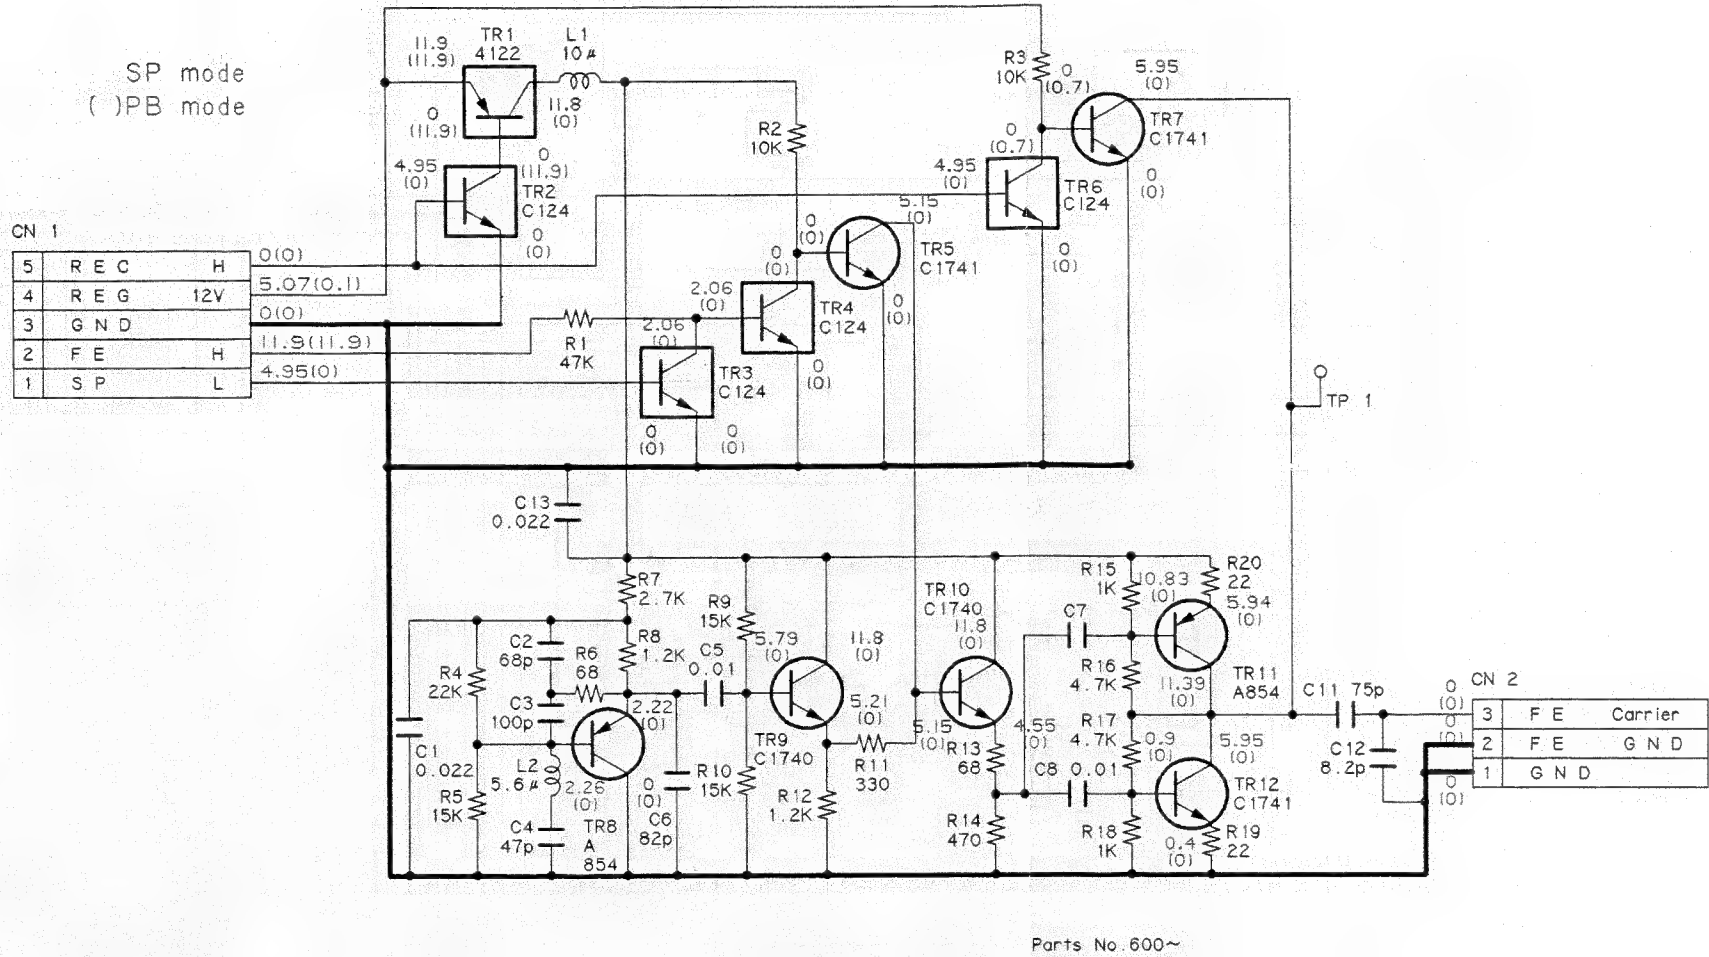 SP mode
( )PB mode
11.9
(11.9)
TR1
4122
L1
10μ
0
(11.9)
11.8
(0)
4.95
(0)
0
(11.9)
TR2
C124
0
(0)
R2
10K
R3
10K
0
(0.7)
5.95
(0)
TR7
C1741
0
(0.7)
4.95
(0)
TR6
C124
0
(0)
0
(0)
5.15
(0)
0
(0)
TR5
C1741
0
(0)
0
(0)
2.06
(0)
TR4
C124
0
(0)
CN 1
5 REC H 0(0)
4 REG 12V 5.07(0.1)
3 GND 0(0)
2 FE H 11.9(11.9)
1 SP L 4.95(0)
R1
47K
2.06
(0)
TR3
C124
0
(0)
0
(0)
TP 1
C13
0.022
R7
2.7K
R9
15K
TR10
C1740
11.8
(0)
R15
1K
10.83
(0)
R20
22
5.94
(0)
C7
C2
68p
R6
68
R8
1.2K
C5
0.01
5.79
(0)
11.8
(0)
R4
22K
R16
4.7K
TR11
A854
11.39
(0)
C3
100p
2.22
(0)
5.21
(0)
5.15
(0)
4.55
(0)
R17
4.7K
C11 75p
0
(0)
0
(0)
CN 2
3 FE Carrier
2 FE GND
1 GND
0
(0)
C1
0.022
TR9
C1740
R11
330
R13
68
0.9
(0)
5.95
(0)
C12
8.2p
L2
5.6μ
2.26
(0)
0
(0)
R10
15K
C8 0.01
TR12
C1741
R5
15K
R12
1.2K
C4
47p
TR8
A
854
C6
82p
R14
470
R18
1K
0.4
(0)
R19
22
Parts No.600~